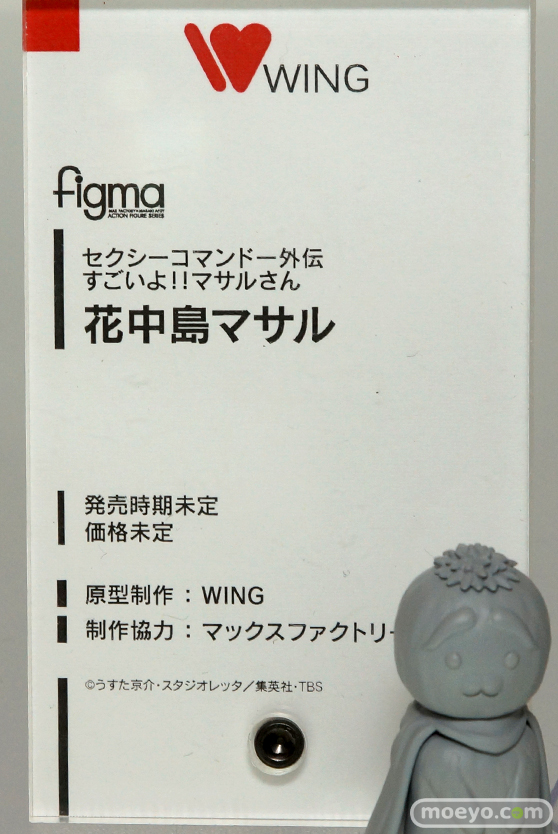 WING
figma
MAX FACTORY×MASAKI APSY
ACTION FIGURE SERIES
セクシーコマンドー外伝
すごいよ!!マサルさん
花中島マサル
発売時期未定
価格未定
原型制作：WING
制作協力：マックスファクトリー
©うすた京介・スタジオレッタ／集英社・TBS
moeyo.com